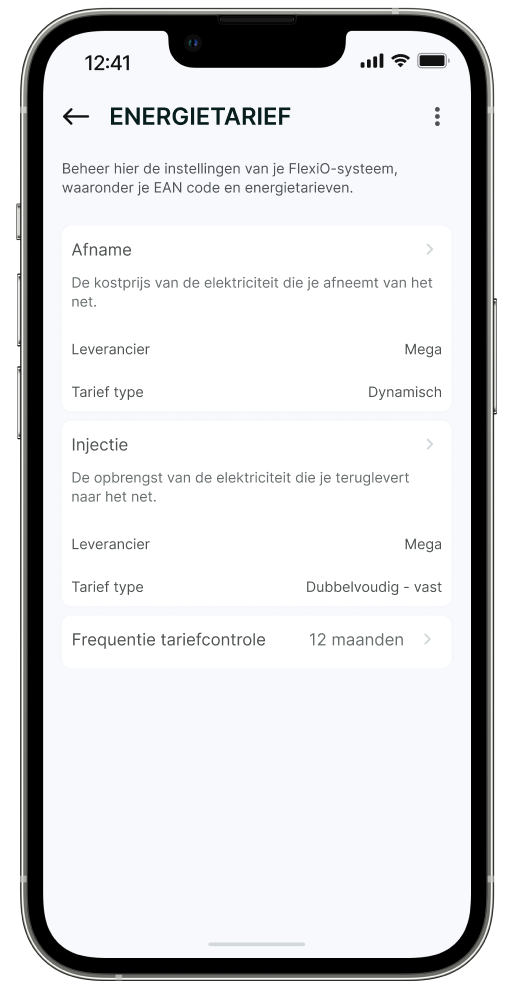 12:41
ENERGIETARIEF
Beheer hier de instellingen van je FlexiO-systeem,
waaronder je EAN code en energietarieven.
Afname
De kostprijs van de elektriciteit die je afneemt van het
net.
Leverancier Mega
Tarief type Dynamisch
Injectie
De opbrengst van de elektriciteit die je teruglevert
naar het net.
Leverancier Mega
Tarief type Dubbelvoudig - vast
Frequentie tariefcontrole 12 maanden